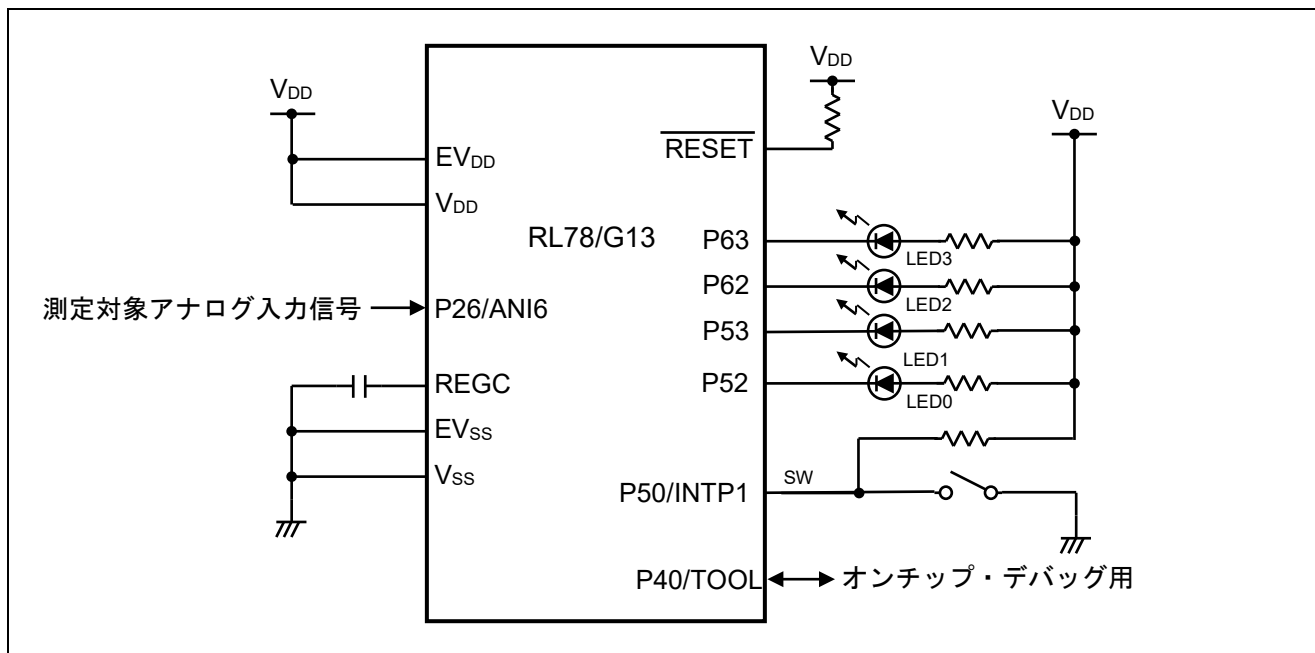 VDD
EVDD
VDD
測定対象アナログ入力信号
P26/ANI6
REGC
EVSS
VSS
RL78/G13
VDD
RESET
VDD
P63
LED3
P62
LED2
P53
LED1
P52
LED0
P50/INTP1
SW
P40/TOOL
オンチップ・デバッグ用